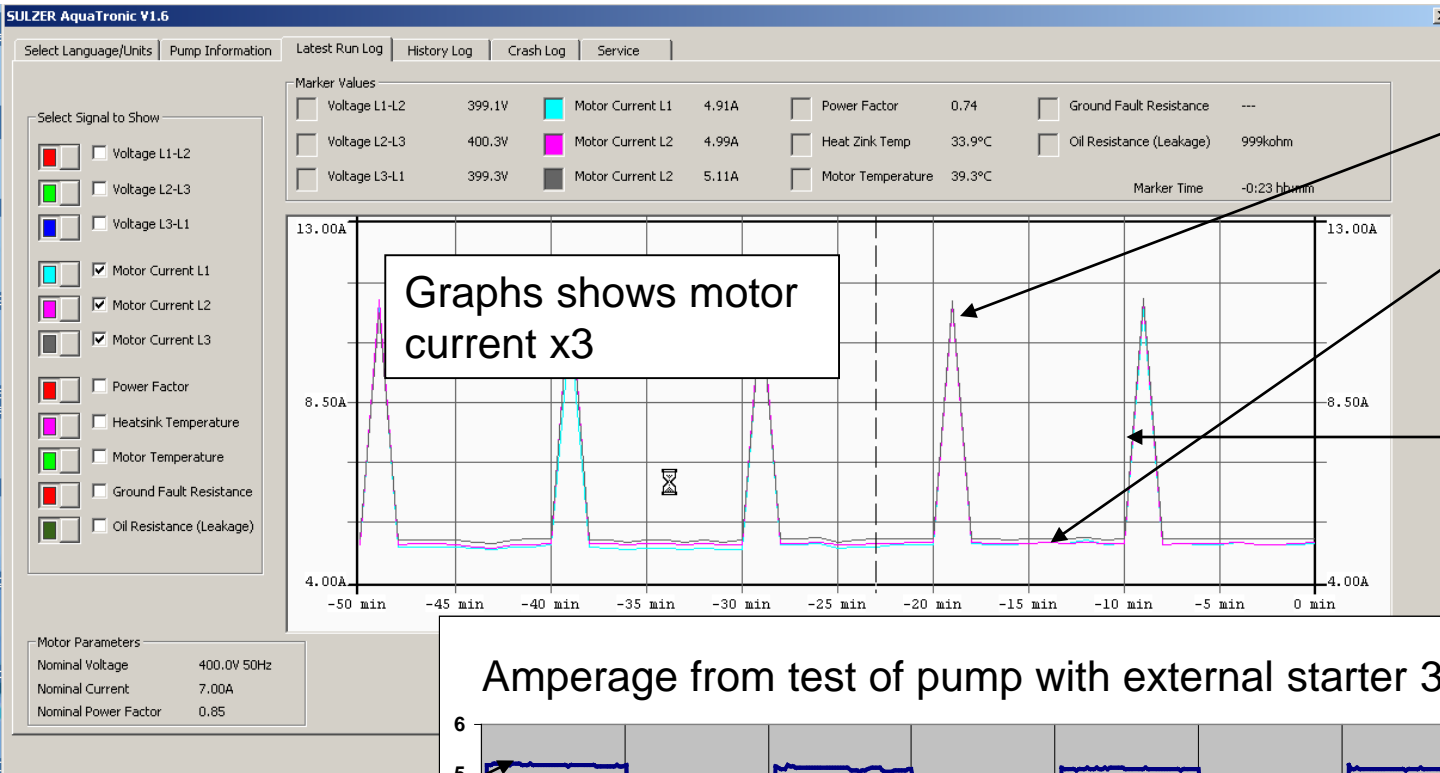 SULZER AquaTronic V1.6
Select Language/Units Pump Information Latest Run Log History Log Crash Log Service
Marker Values
Voltage L1-L2 399.1V Motor Current L1 4.91A Power Factor 0.74 Ground Fault Resistance ---
Voltage L2-L3 400.3V Motor Current L2 4.99A Heat Zink Temp 33.9°C Oil Resistance (Leakage) 999kohm
Voltage L3-L1 399.3V Motor Current L2 5.11A Motor Temperature 39.3°C
Marker Time -0:23 hh:mm
Select Signal to Show
Voltage L1-L2
Voltage L2-L3
Voltage L3-L1
Motor Current L1
Motor Current L2
Motor Current L3
Power Factor
Heatsink Temperature
Motor Temperature
Ground Fault Resistance
Oil Resistance (Leakage)
13.00A 13.00A
Graphs shows motor
current x3
8.50A 8.50A
4.00A 4.00A
-50 min -45 min -40 min -35 min -30 min -25 min -20 min -15 min -10 min -5 min 0 min
Motor Parameters
Nominal Voltage 400.0V 50Hz
Nominal Current 7.00A
Nominal Power Factor 0.85
Amperage from test of pump with external starter 3
6
5